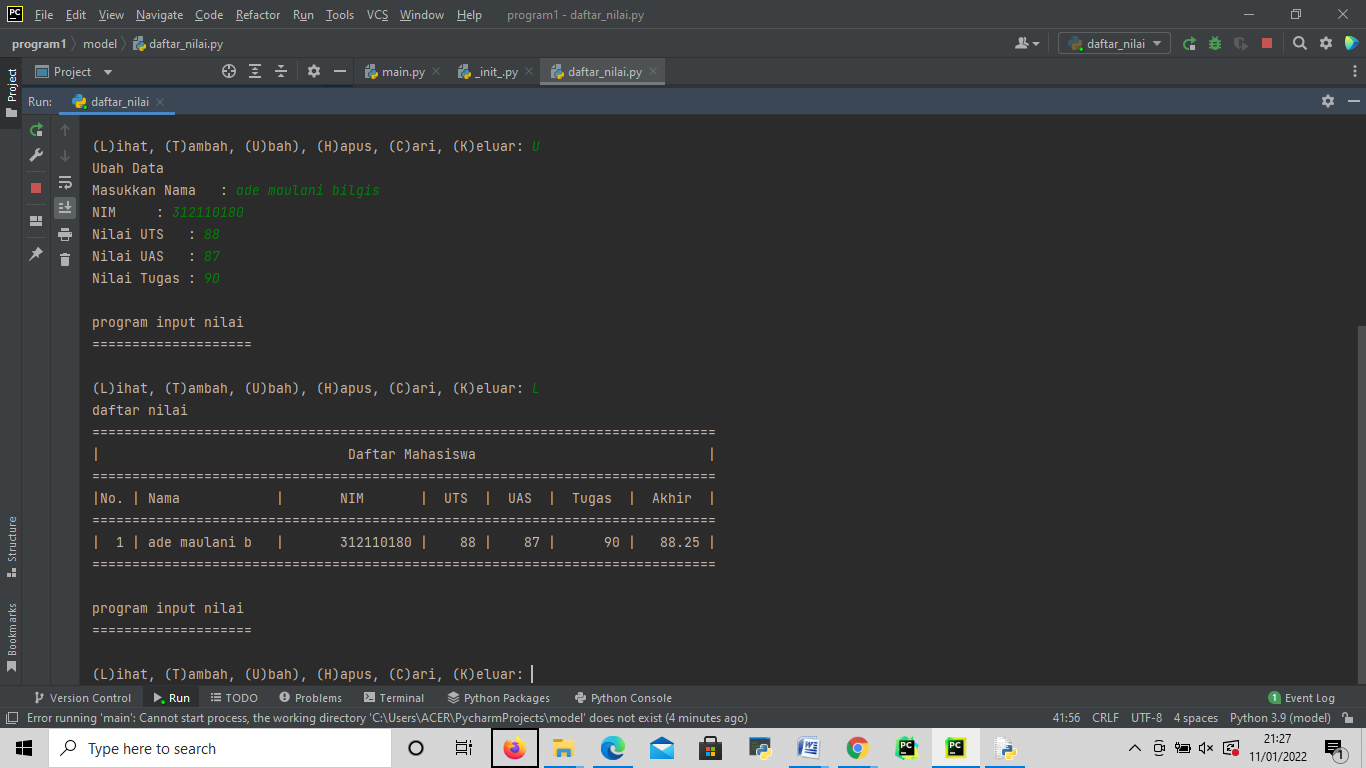 PC File Edit View Navigate Code Refactor Run Tools VCS Window Help program1 - daftar_nilai.py
program1 model daftar_nilai.py daftar_nilai
Project main.py _init_.py daftar_nilai.py
Project
Run: daftar_nilai
(L)ihat, (T)ambah, (U)bah), (H)apus, (C)ari, (K)eluar: U
Ubah Data
Masukkan Nama : ade maulani bilgis
NIM : 312110180
Nilai UTS : 88
Nilai UAS : 87
Nilai Tugas : 90
program input nilai
====================
(L)ihat, (T)ambah, (U)bah), (H)apus, (C)ari, (K)eluar: L
daftar nilai
==============================================================================
| Daftar Mahasiswa |
==============================================================================
|No. | Nama | NIM | UTS | UAS | Tugas | Akhir |
==============================================================================
| 1 | ade maulani b | 312110180 | 88 | 87 | 90 | 88.25 |
==============================================================================
program input nilai
====================
(L)ihat, (T)ambah, (U)bah), (H)apus, (C)ari, (K)eluar:
Structure
Bookmarks
Version Control Run TODO Problems Terminal Python Packages Python Console 1 Event Log
Error running 'main': Cannot start process, the working directory 'C:\Users\ACER\PycharmProjects\model' does not exist (4 minutes ago) 41:56 CRLF UTF-8 4 spaces Python 3.9 (model)
Type here to search
21:27
11/01/2022
1